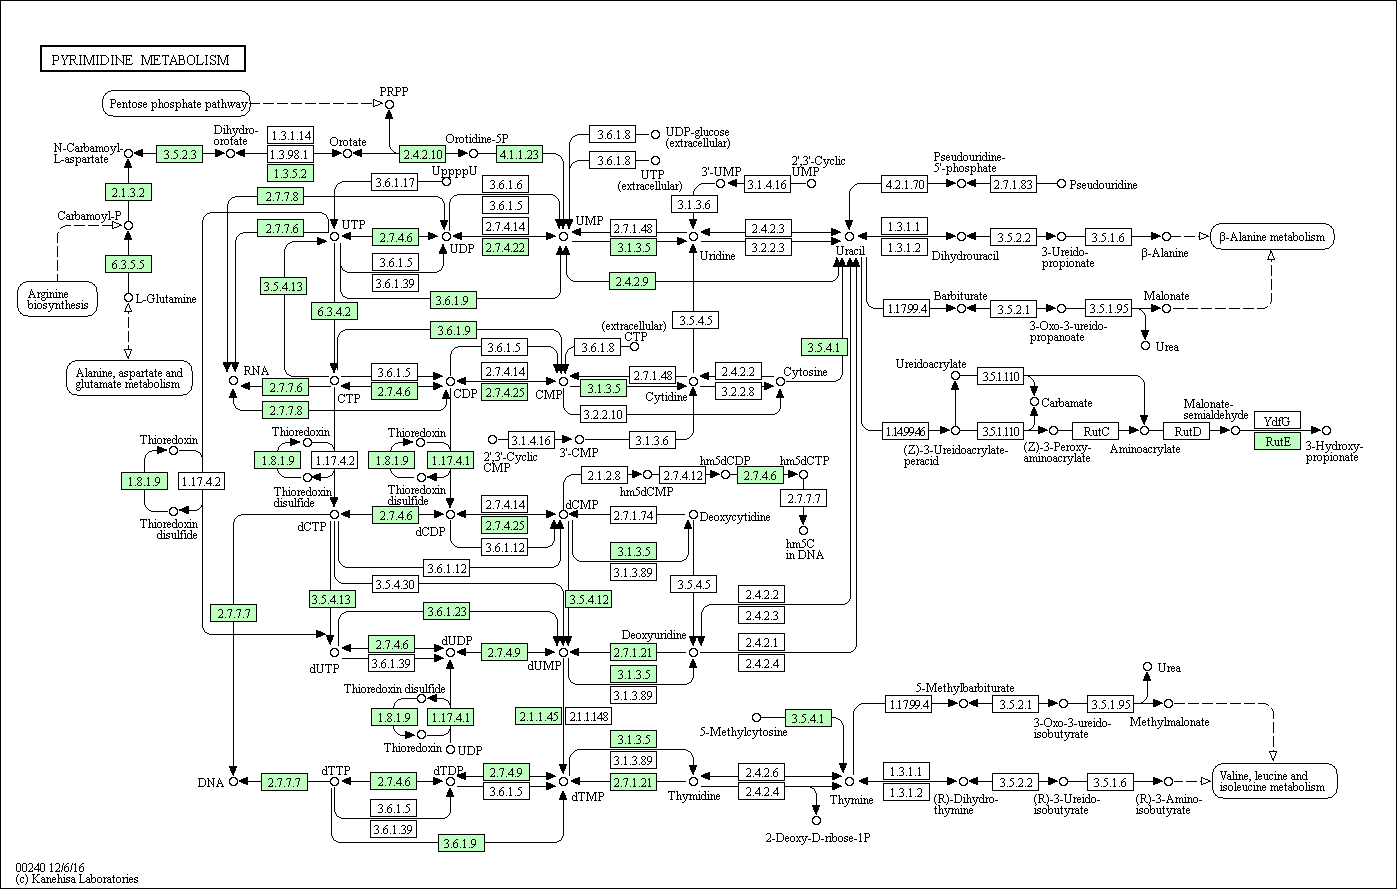 PYRIMIDINE METABOLISM
Pentose phosphate pathway
PRPP
N-Carbamoyl-
L-aspartate
3.5.2.3
Dihydro-
orotate
1.3.1.14
1.3.98.1
1.3.5.2
Orotate
2.4.2.10
Orotidine-5P
4.1.1.23
3.6.1.8
UDP-glucose
(extracellular)
3.6.1.8
UTP
(extracellular)
3'-UMP
3.1.4.16
2',3'-Cyclic
UMP
3.1.3.6
Pseudouridine-
5'-phosphate
4.2.1.70
2.7.1.83
Pseudouridine
2.1.3.2
Carbamoyl-P
6.3.5.5
Arginine
biosynthesis
L-Glutamine
Alanine, aspartate and
glutamate metabolism
UppppU
3.6.1.17
2.7.7.8
2.7.7.6
UTP
2.7.4.6
UDP
3.6.1.6
3.6.1.5
2.7.4.14
2.7.4.22
UMP
2.7.1.48
3.1.3.5
Uridine
2.4.2.3
3.2.2.3
Uracil
1.3.1.1
1.3.1.2
Dihydrouracil
3.5.2.2
3-Ureido-
propionate
3.5.1.6
β-Alanine
β-Alanine metabolism
3.6.1.5
3.6.1.39
3.5.4.13
3.6.1.9
2.4.2.9
6.3.4.2
3.6.1.9
(extracellular)
CTP
3.6.1.5
3.6.1.8
3.5.4.5
3.5.4.1
1.17.99.4
Barbiturate
3.5.2.1
3-Oxo-3-ureido-
propanoate
3.5.1.95
Malonate
Urea
RNA
2.7.7.6
CTP
3.6.1.5
2.7.4.6
CDP
2.7.4.14
2.7.4.25
CMP
3.1.3.5
2.7.1.48
Cytidine
2.4.2.2
3.2.2.8
Cytosine
2.7.7.8
3.2.2.10
Ureidoacrylate
3.5.1.110
Carbamate
Malonate-
semialdehyde
1.14.99.46
(Z)-3-Ureidoacrylate-
peracid
3.5.1.110
(Z)-3-Peroxy-
aminoacrylate
RutC
Aminoacrylate
RutD
YdfG
RutE
3-Hydroxy-
propionate
Thioredoxin
1.8.1.9
1.17.4.2
Thioredoxin
disulfide
Thioredoxin
1.8.1.9
1.17.4.2
Thioredoxin
disulfide
Thioredoxin
1.8.1.9
1.17.4.1
Thioredoxin
disulfide
2',3'-Cyclic
CMP
3.1.4.16
3'-CMP
3.1.3.6
2.1.2.8
hm5dCMP
2.7.4.12
hm5dCDP
2.7.4.6
hm5dCTP
2.7.7.7
hm5C
in DNA
dCTP
2.7.4.6
dCDP
2.7.4.14
2.7.4.25
3.6.1.12
dCMP
2.7.1.74
Deoxycytidine
3.1.3.5
3.1.3.89
3.6.1.12
3.5.4.30
3.5.4.5
2.7.7.7
3.5.4.13
3.6.1.23
3.5.4.12
2.4.2.2
2.4.2.3
2.4.2.1
2.4.2.4
dUTP
2.7.4.6
3.6.1.39
dUDP
2.7.4.9
dUMP
2.7.1.21
Deoxyuridine
3.1.3.5
3.1.3.89
Thioredoxin disulfide
1.8.1.9
1.17.4.1
Thioredoxin
UDP
2.1.1.45
2.1.1.148
5-Methylcytosine
3.5.4.1
1.17.99.4
5-Methylbarbiturate
3.5.2.1
3-Oxo-3-ureido-
isobutyrate
3.5.1.95
Methylmalonate
Urea
DNA
2.7.7.7
dTTP
2.7.4.6
3.6.1.5
3.6.1.39
dTDP
2.7.4.9
3.6.1.5
dTMP
3.1.3.5
3.1.3.89
2.7.1.21
Thymidine
2.4.2.6
2.4.2.4
Thymine
2-Deoxy-D-ribose-1P
1.3.1.1
1.3.1.2
(R)-Dihydro-
thymine
3.5.2.2
(R)-3-Ureido-
isobutyrate
3.5.1.6
(R)-3-Amino-
isobutyrate
Valine, leucine and
isoleucine metabolism
3.6.1.9
00240 12/6/16
(c) Kanehisa Laboratories